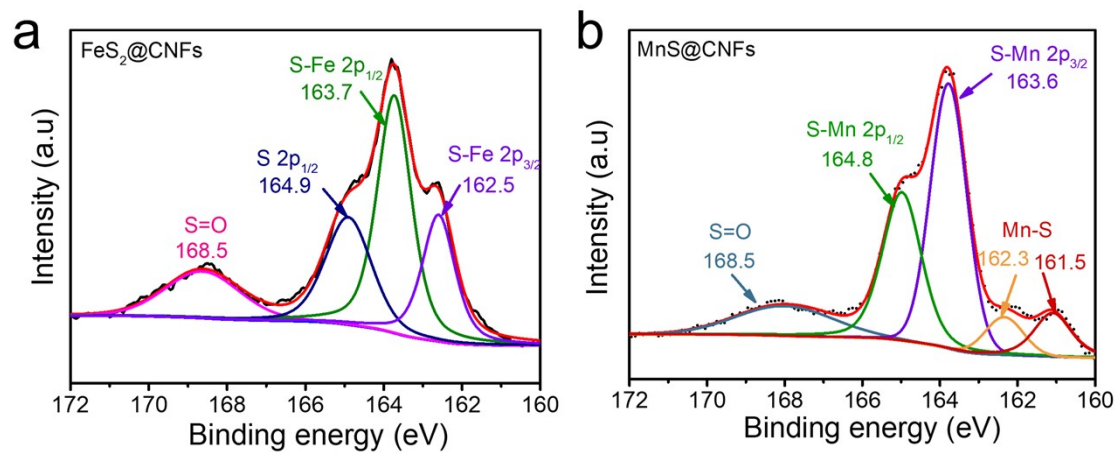 a
FeS₂@CNFs
S-Fe 2p₁/₂
163.7
S 2p₁/₂
164.9
S-Fe 2p₃/₂
162.5
S=O
168.5
Intensity (a.u)
172 170 168 166 164 162 160
Binding energy (eV)
b
MnS@CNFs
S-Mn 2p₃/₂
163.6
S-Mn 2p₁/₂
164.8
S=O
168.5
Mn-S
162.3 161.5
Intensity (a.u)
172 170 168 166 164 162 160
Binding energy (eV)